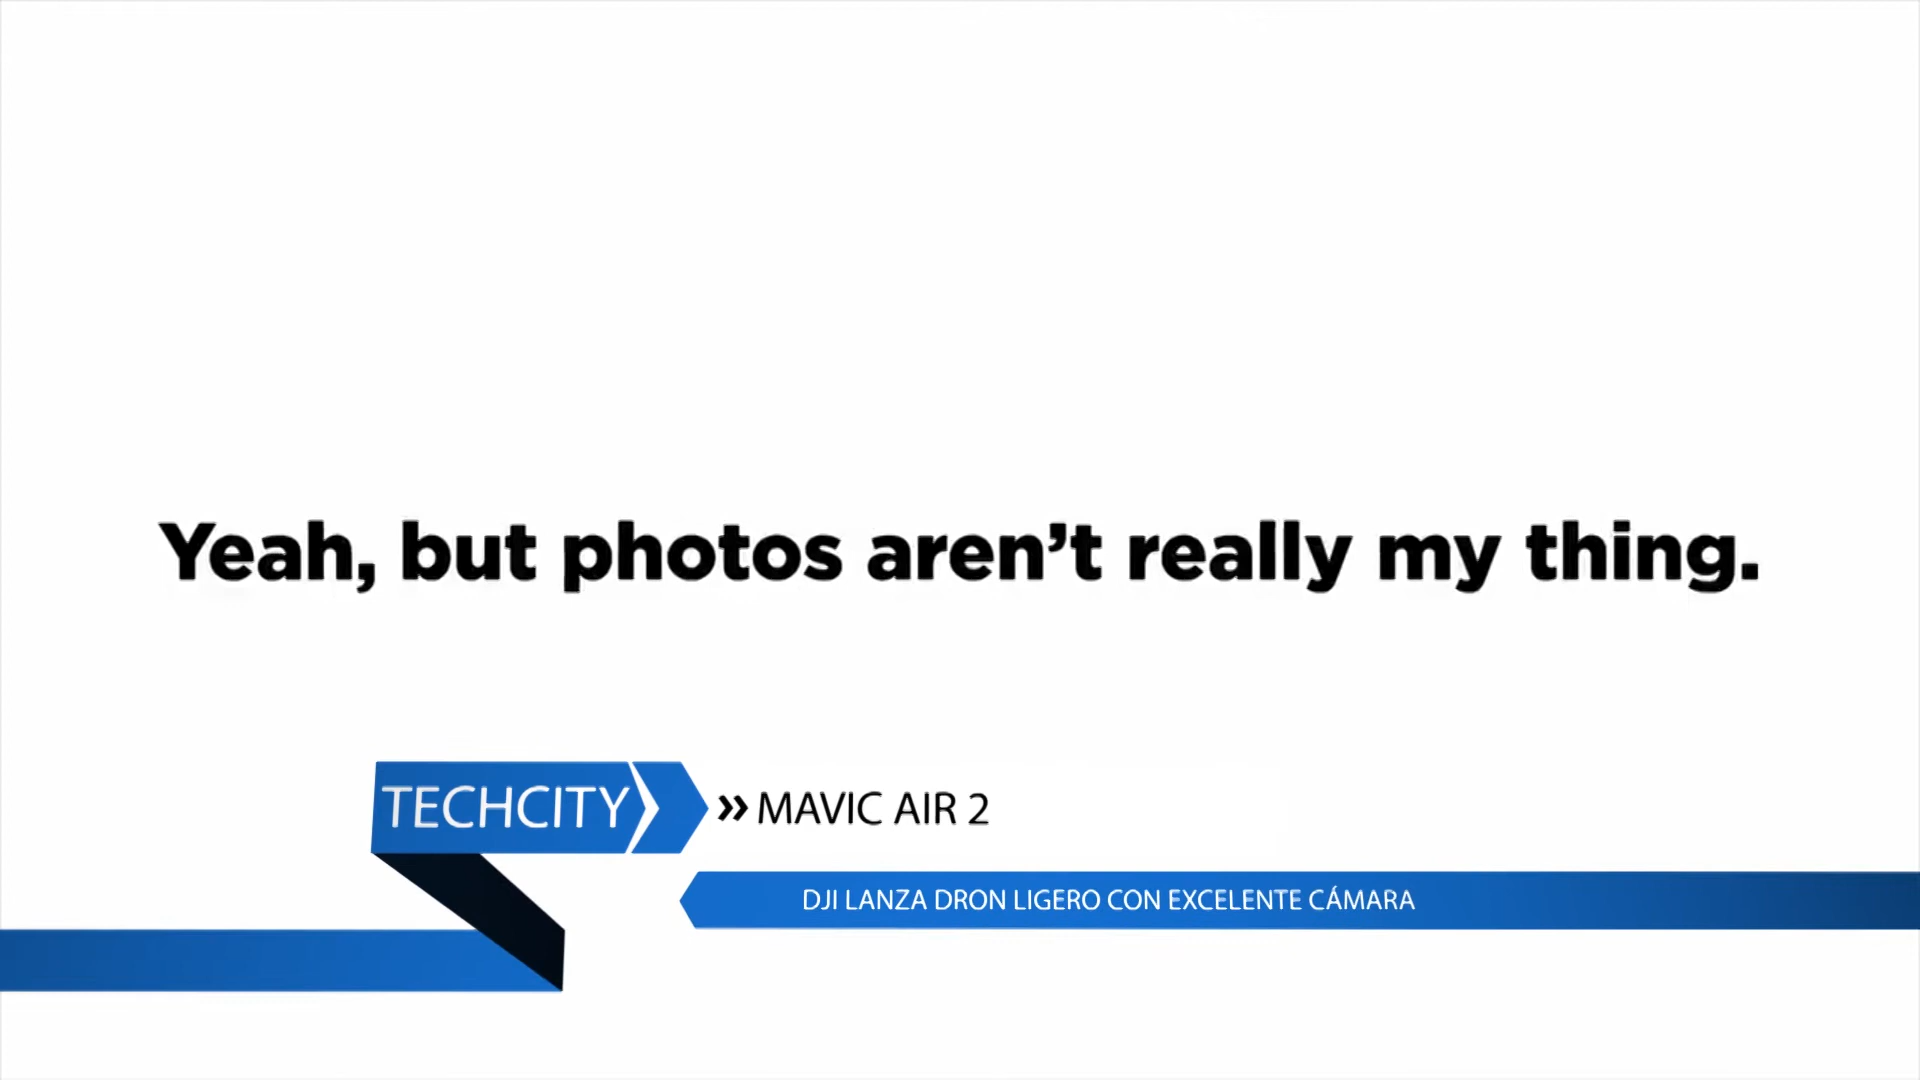 Yeah, but photos aren’t really my thing.
TECHCITY
» MAVIC AIR 2
DJI LANZA DRON LIGERO CON EXCELENTE CÁMARA